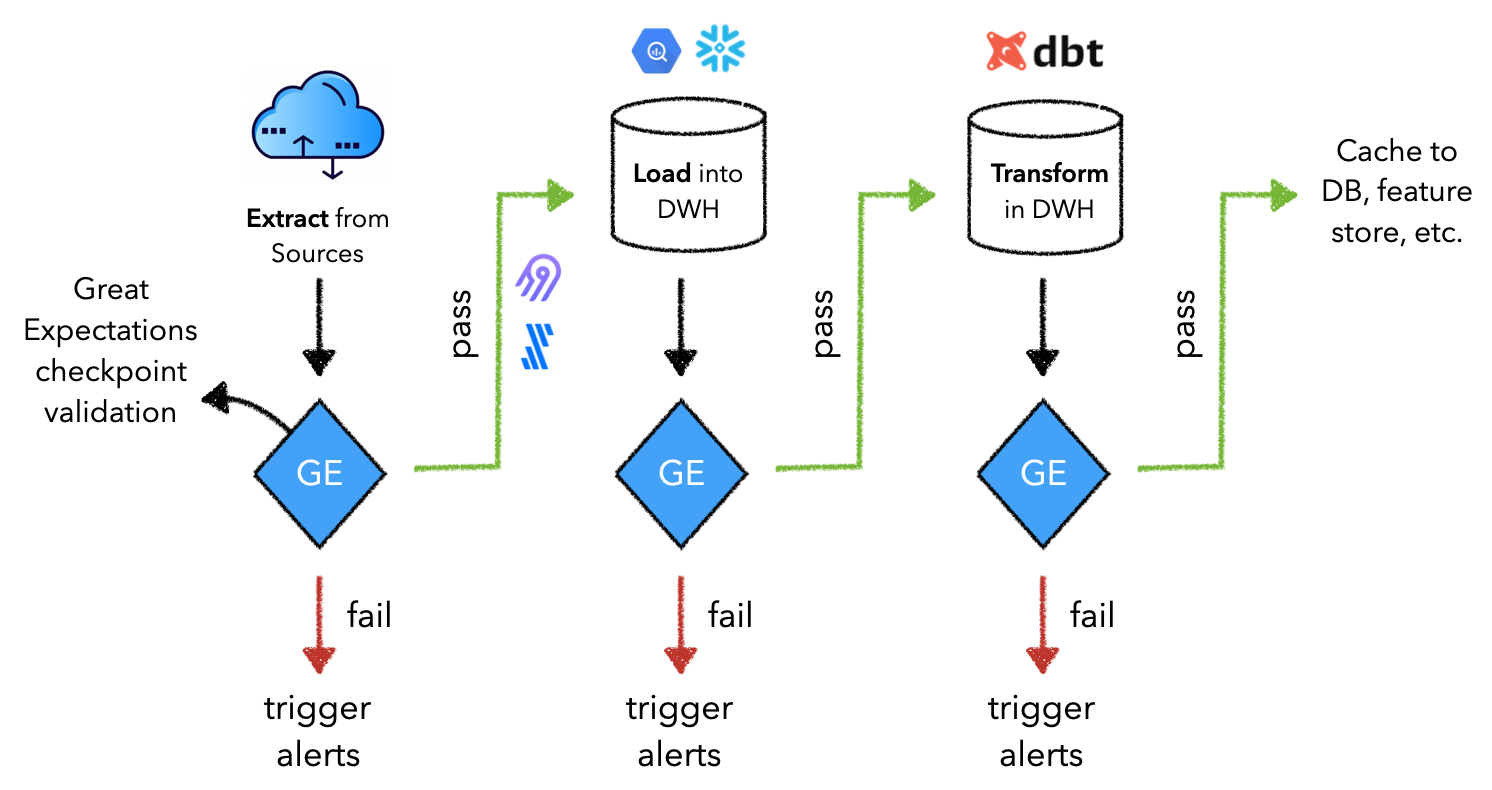 dbt
Extract from
Sources
Load into
DWH
Transform
in DWH
Cache to
DB, feature
store, etc.
Great
Expectations
checkpoint
validation
pass
pass
pass
GE
GE
GE
fail
fail
fail
trigger
alerts
trigger
alerts
trigger
alerts